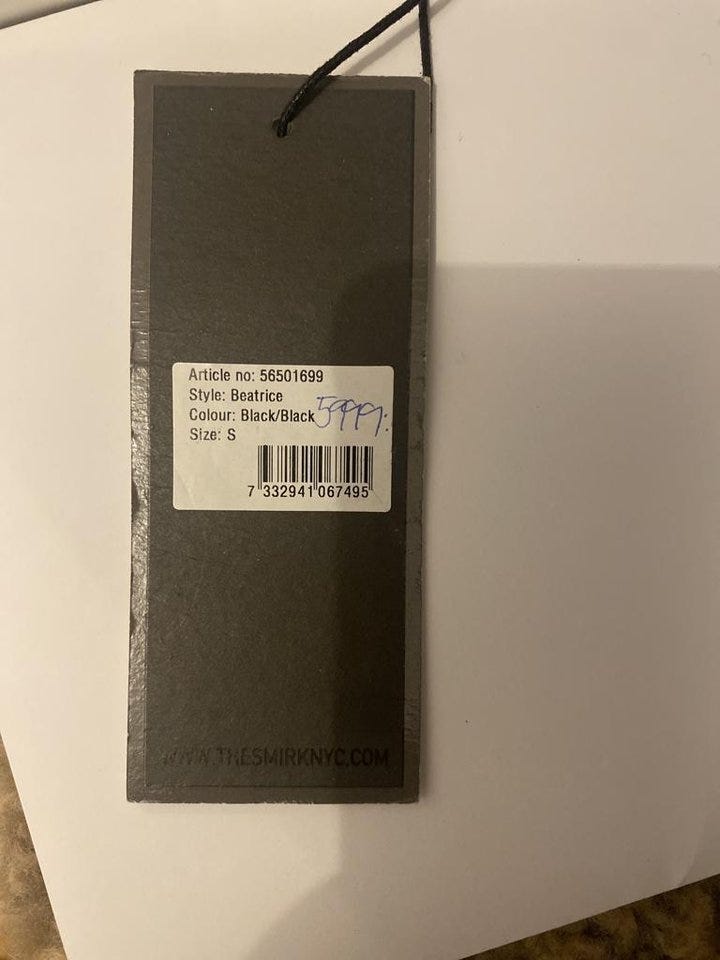 Article no: 56501699
Style: Beatrice
Colour: Black/Black 5999:
Size: S
7 332941 067495
WWW.THESMIRKNYC.COM